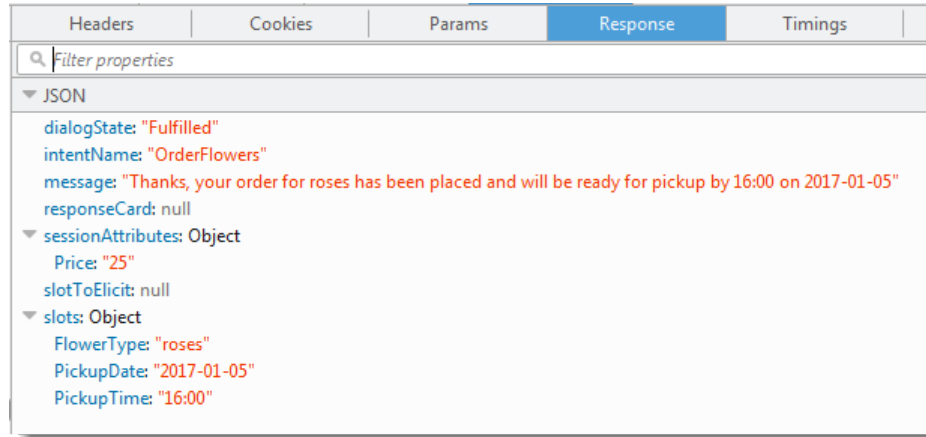 Headers Cookies Params Response Timings
Filter properties
JSON
dialogState: "Fulfilled"
intentName: "OrderFlowers"
message: "Thanks, your order for roses has been placed and will be ready for pickup by 16:00 on 2017-01-05"
responseCard: null
sessionAttributes: Object
Price: "25"
slotToElicit: null
slots: Object
FlowerType: "roses"
PickupDate: "2017-01-05"
PickupTime: "16:00"